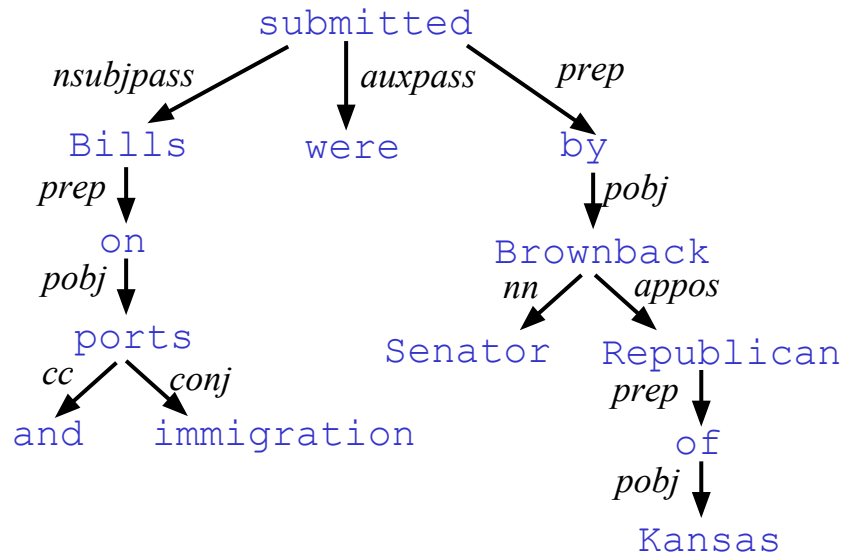 submitted
nsubjpass auxpass prep
Bills were by
prep pobj
on Brownback
pobj nn appos
ports Senator Republican
cc conj prep
and immigration of
pobj
Kansas